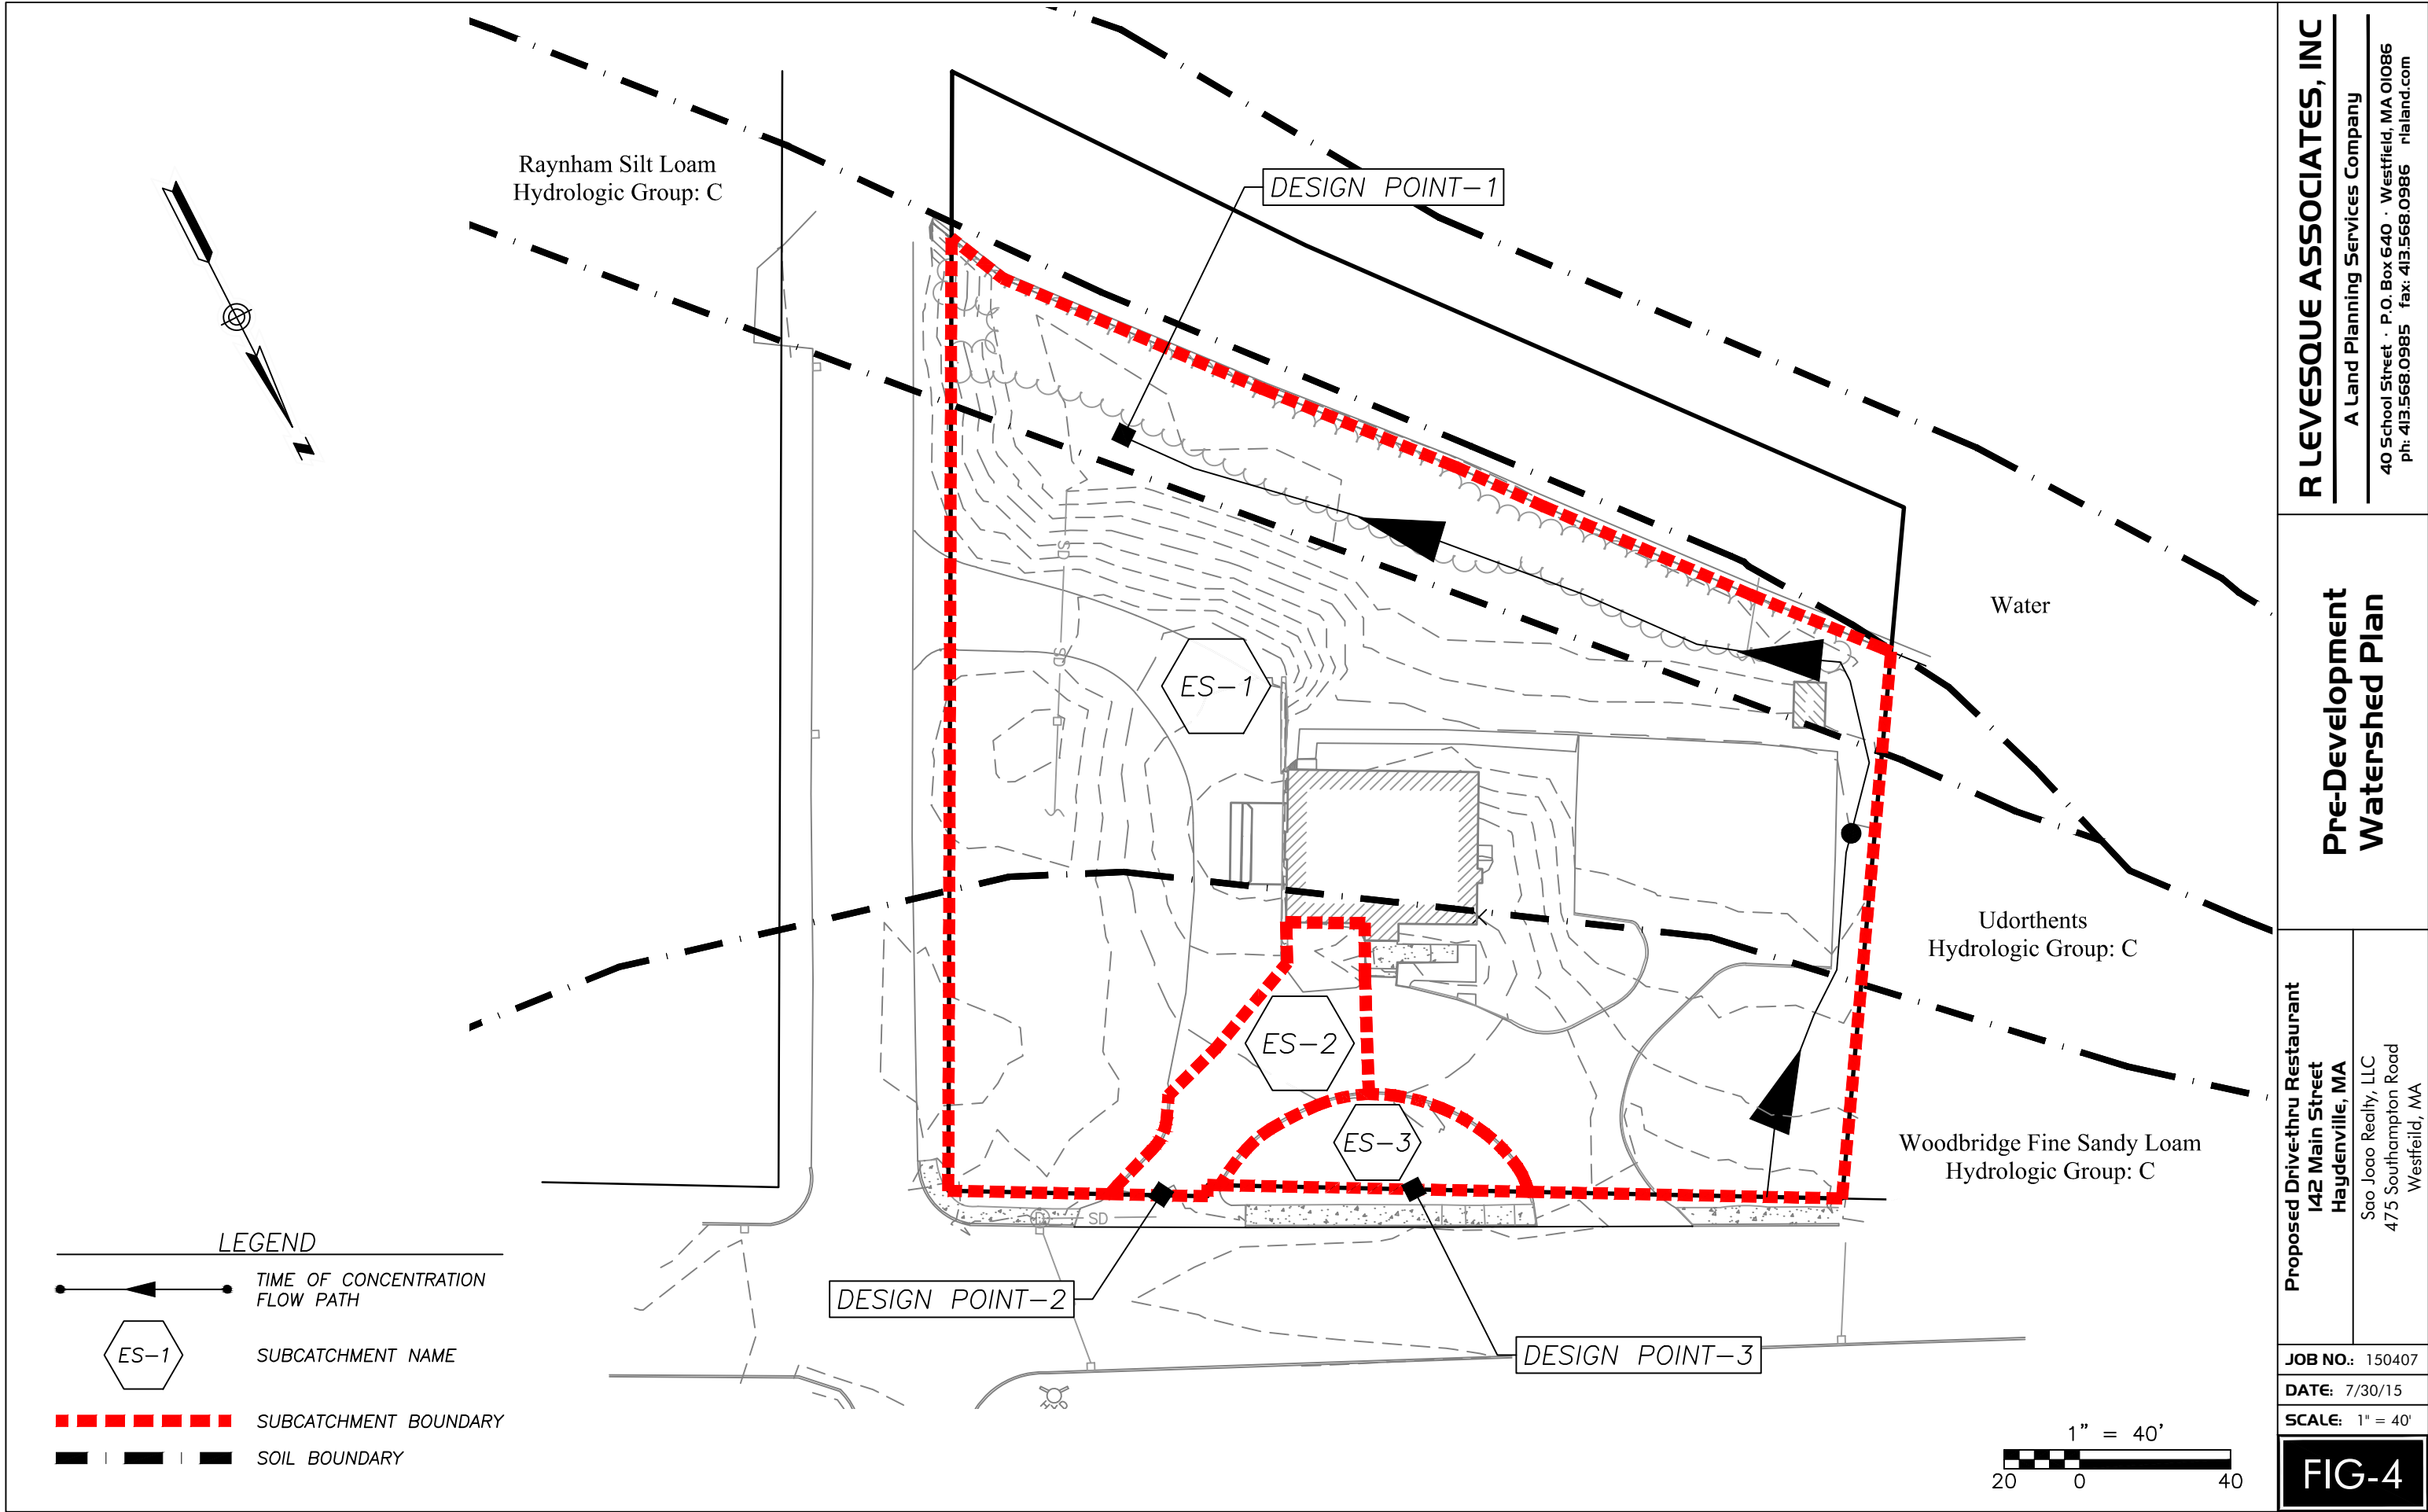 Raynham Silt Loam
Hydrologic Group: C
DESIGN POINT-1
Water
SD
SD
ES-1
Udorthents
Hydrologic Group: C
ES-2
ES-3
Woodbridge Fine Sandy Loam
Hydrologic Group: C
D
SD
DESIGN POINT-2
DESIGN POINT-3
HYD
LEGEND
TIME OF CONCENTRATION
FLOW PATH
ES-1
SUBCATCHMENT NAME
SUBCATCHMENT BOUNDARY
SOIL BOUNDARY
1" = 40'
20 0 40
R LEVESQUE ASSOCIATES, INC
A Land Planning Services Company
40 School Street · P.O. Box 640 · Westfield, MA 01086
ph: 413.568.0985 fax: 413.568.0986 rlaland.com
Pre-Development
Watershed Plan
Proposed Drive-thru Restaurant
142 Main Street
Haydenville, MA
Sao Joao Realty, LLC
475 Southampton Road
Westfeild, MA
JOB NO.: 150407
DATE: 7/30/15
SCALE: 1" = 40'
FIG-4